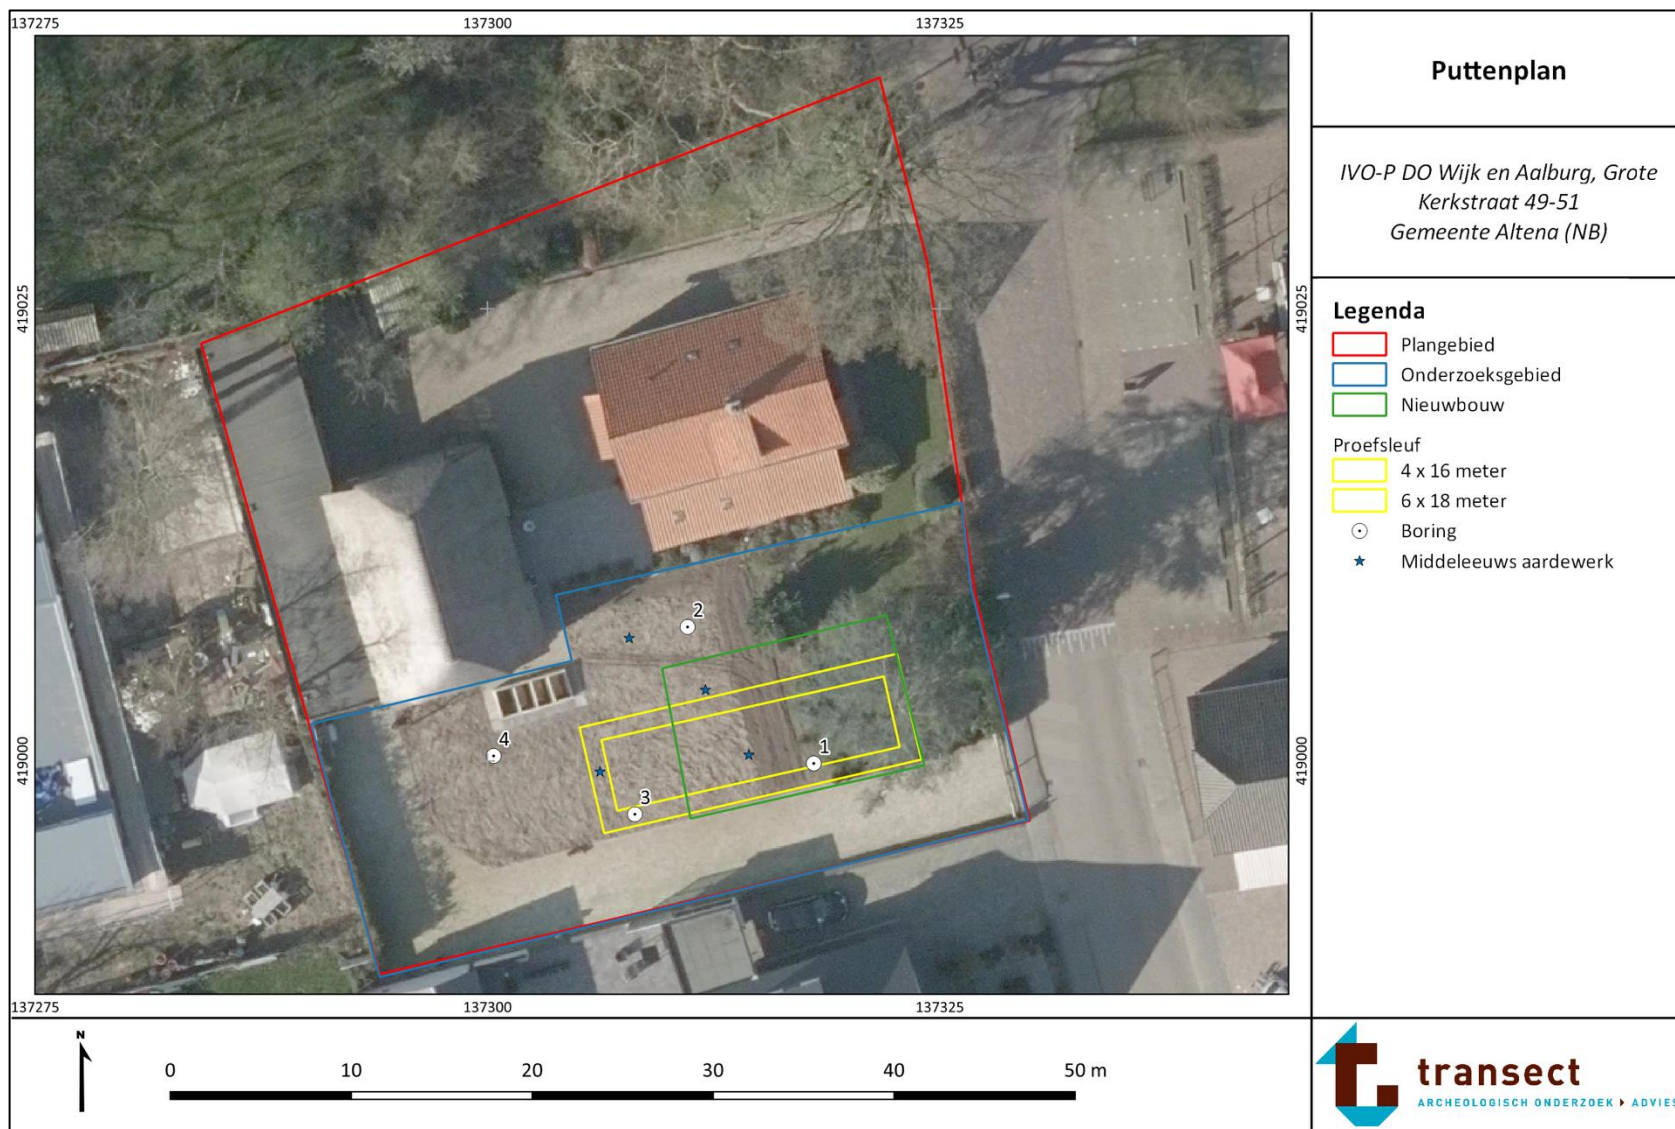 137275
137300
137325
Puttenplan
IVO-P DO Wijk en Aalburg, Grote
Kerkstraat 49-51
Gemeente Altena (NB)
419025
419025
Legenda
Plangebied
Onderzoeksgebied
Nieuwbouw
Proefsleuf
4 x 16 meter
6 x 18 meter
Boring
Middeleeuws aardewerk
2
4
1
3
419000
419000
137275
137300
137325
N
0
10
20
30
40
50 m
transect
ARCHEOLOGISCH ONDERZOEK ▸ ADVIES